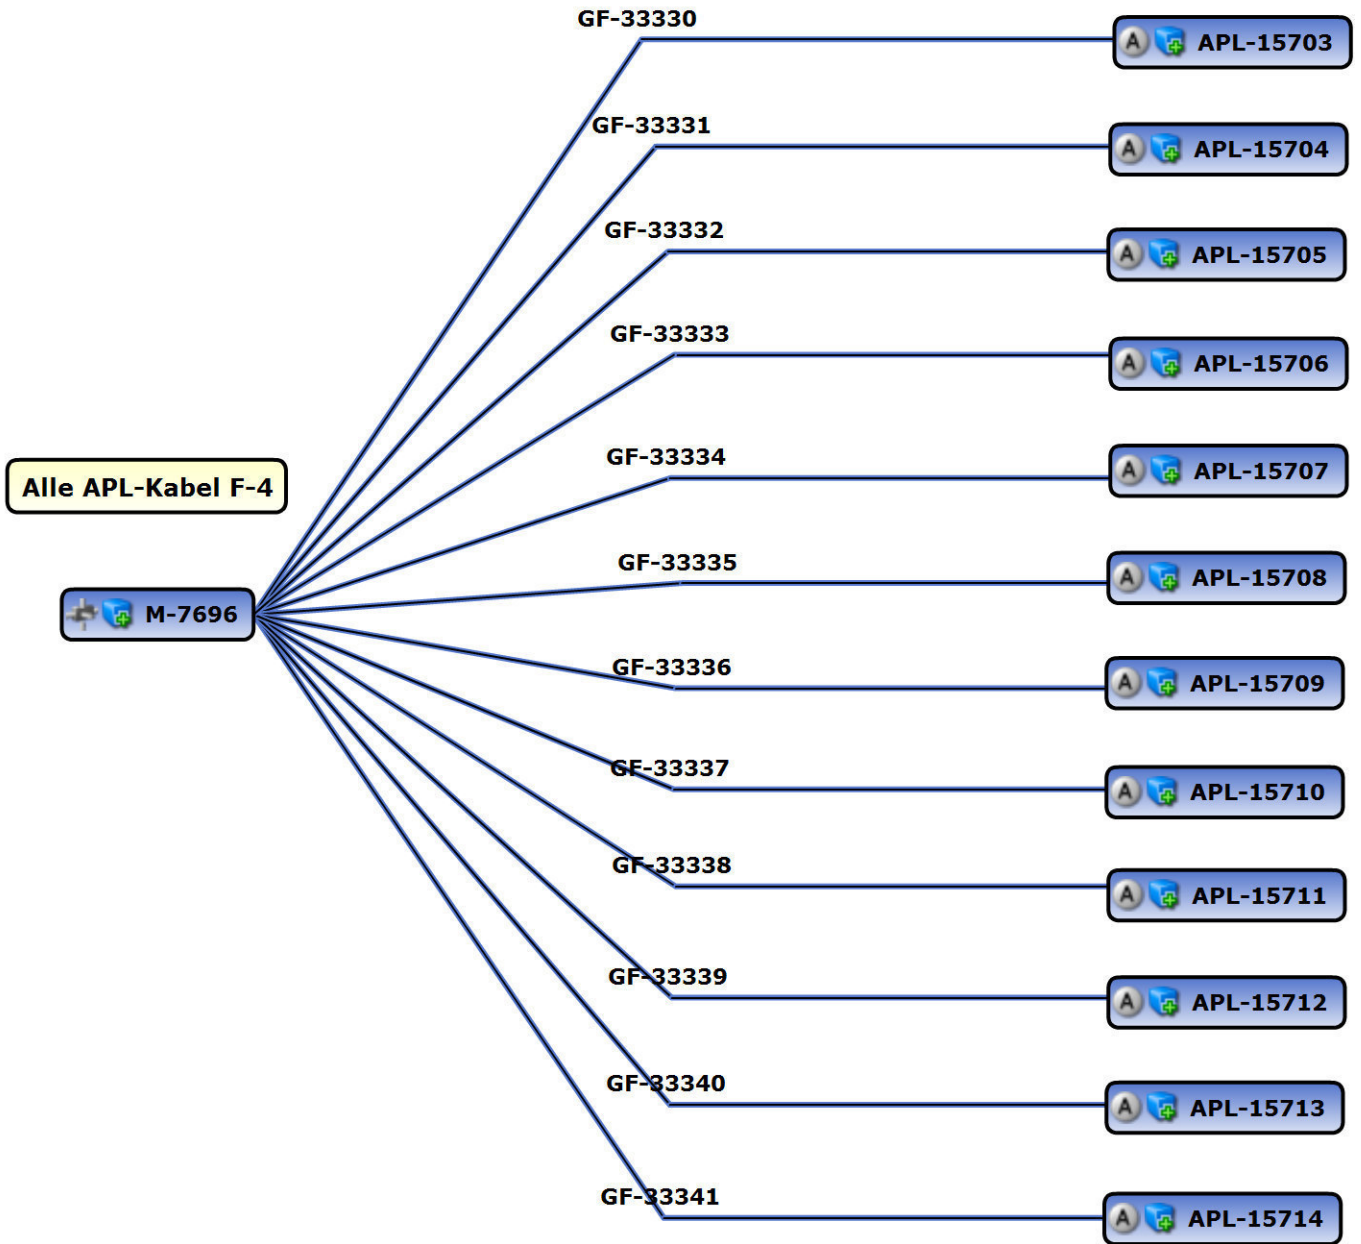 GF-33330
A APL-15703
GF-33331
A APL-15704
GF-33332
A APL-15705
GF-33333
A APL-15706
GF-33334
A APL-15707
Alle APL-Kabel F-4
GF-33335
A APL-15708
M-7696
GF-33336
A APL-15709
GF-33337
A APL-15710
GF-33338
A APL-15711
GF-33339
A APL-15712
GF-33340
A APL-15713
GF-33341
A APL-15714